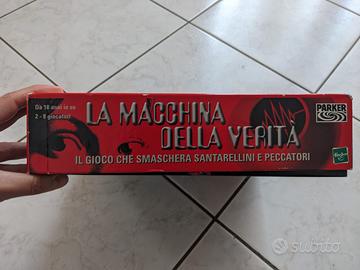 Da 18 anni in su
2 - 8 giocatori
LA MACCHINA
DELLA VERITÀ
IL GIOCO CHE SMASCHERA SANTARELLINI E PECCATORI
PARKER
Hasbro
subito